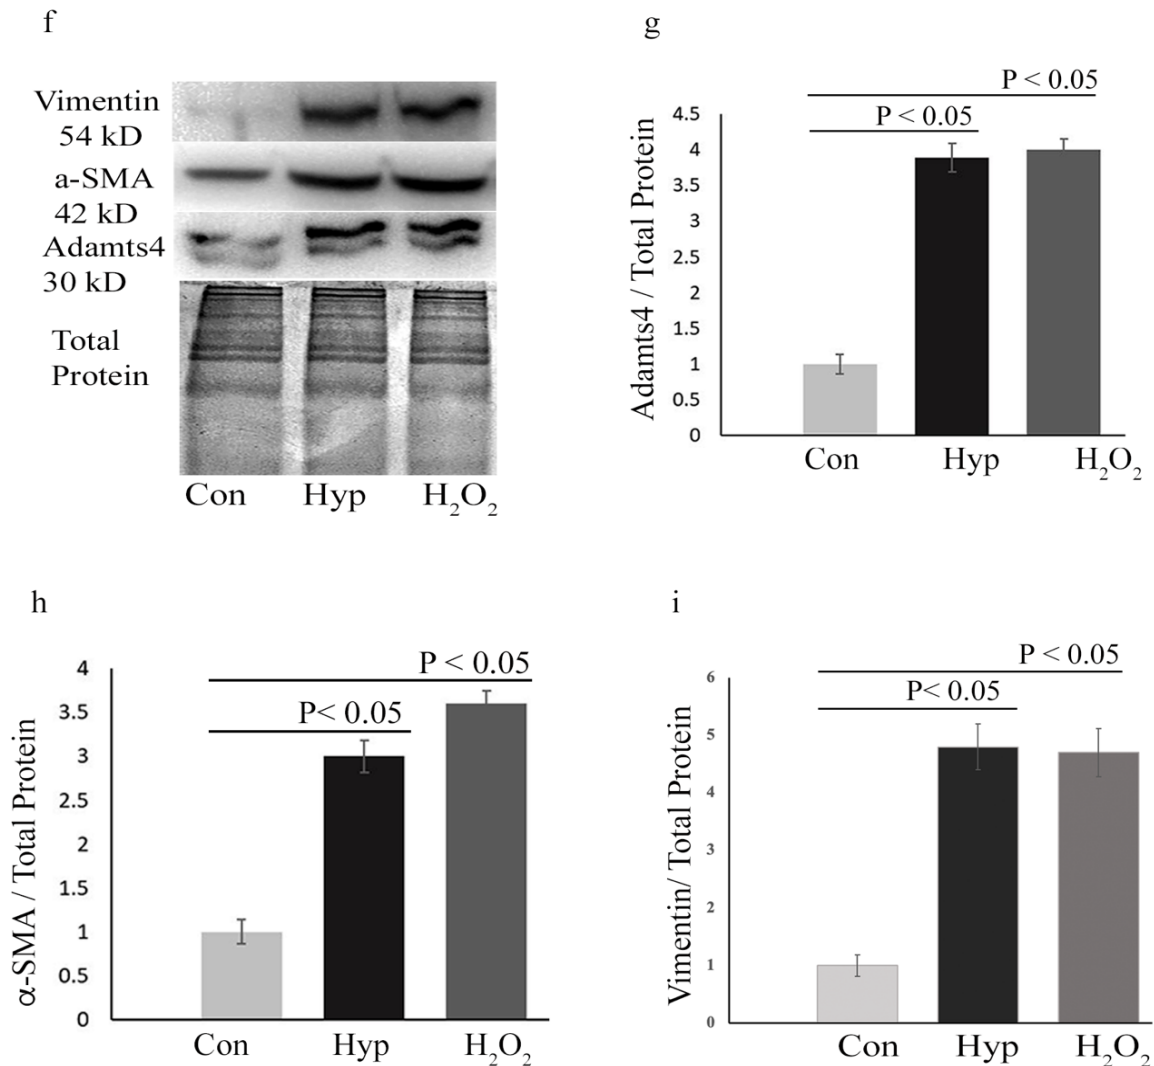 f
Vimentin
54 kD
a-SMA
42 kD
Adamts4
30 kD
Total
Protein
Con Hyp H₂O₂
g
P < 0.05
P < 0.05
Adamts4 / Total Protein
4.5
4
3.5
3
2.5
2
1.5
1
0.5
0
Con Hyp H₂O₂
h
P < 0.05
P< 0.05
α-SMA / Total Protein
4
3.5
3
2.5
2
1.5
1
0.5
0
Con Hyp H₂O₂
i
P < 0.05
P< 0.05
Vimentin/ Total Protein
6
5
4
3
2
1
0
Con Hyp H₂O₂